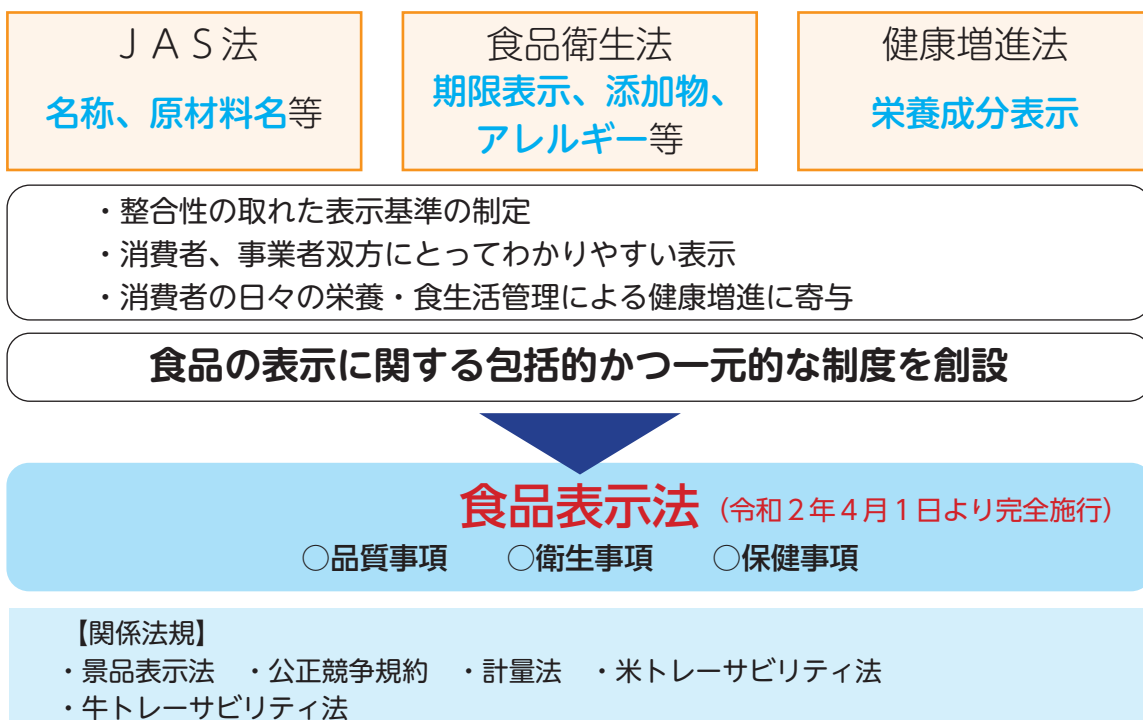 ＪＡＳ法
名称、原材料名等
食品衛生法
期限表示、添加物、
アレルギー等
健康増進法
栄養成分表示
・整合性の取れた表示基準の制定
・消費者、事業者双方にとってわかりやすい表示
・消費者の日々の栄養・食生活管理による健康増進に寄与
食品の表示に関する包括的かつ一元的な制度を創設
食品表示法（令和２年４月１日より完全施行）
○品質事項　○衛生事項　○保健事項
【関係法規】
・景品表示法　・公正競争規約　・計量法　・米トレーサビリティ法
・牛トレーサビリティ法